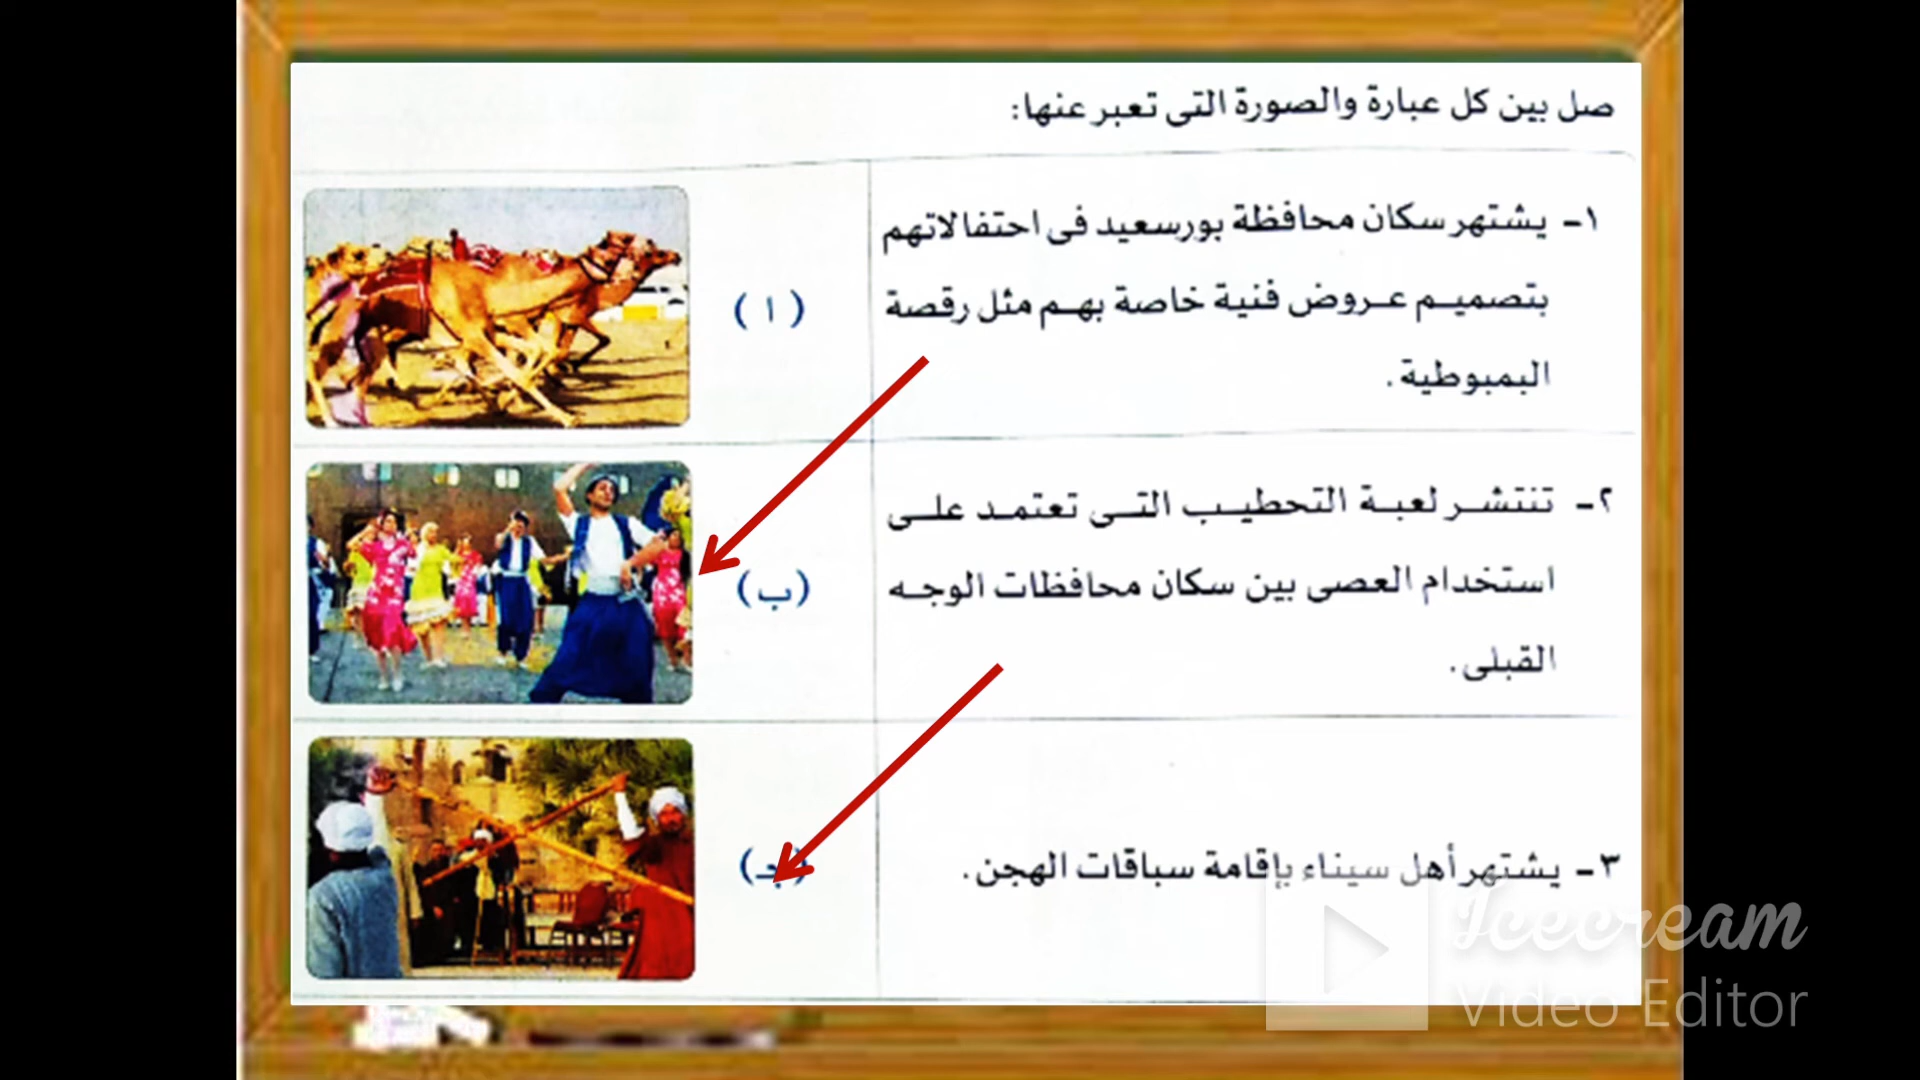 صل بين كل عبارة والصورة التى تعبر عنها:
١- يشتهر سكان محافظة بورسعيد فى احتفالاتهم
بتصميم عروض فنية خاصة بهم مثل رقصة
البمبوطية.
(ا)
٢- تنتشر لعبة التحطيب التى تعتمد على
استخدام العصى بين سكان محافظات الوجه
القبلى.
(ب)
٣- يشتهر أهل سيناء بإقامة سباقات الهجن.
(جـ)
Icecream
Video Editor